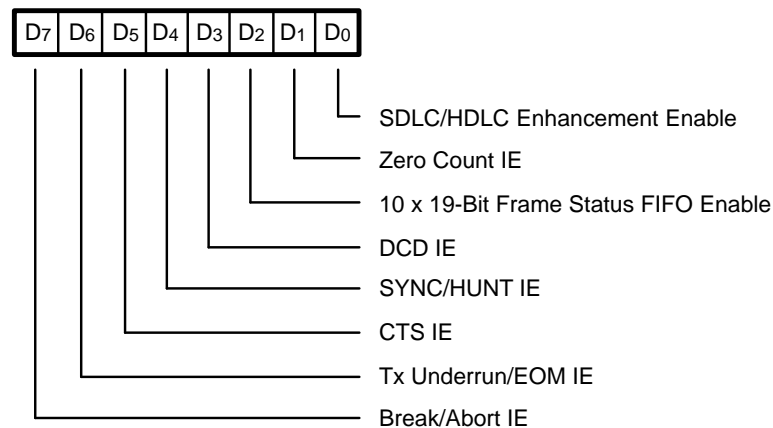 D7 D6 D5 D4 D3 D2 D1 D0
SDLC/HDLC Enhancement Enable
Zero Count IE
10 x 19-Bit Frame Status FIFO Enable
DCD IE
SYNC/HUNT IE
CTS IE
Tx Underrun/EOM IE
Break/Abort IE